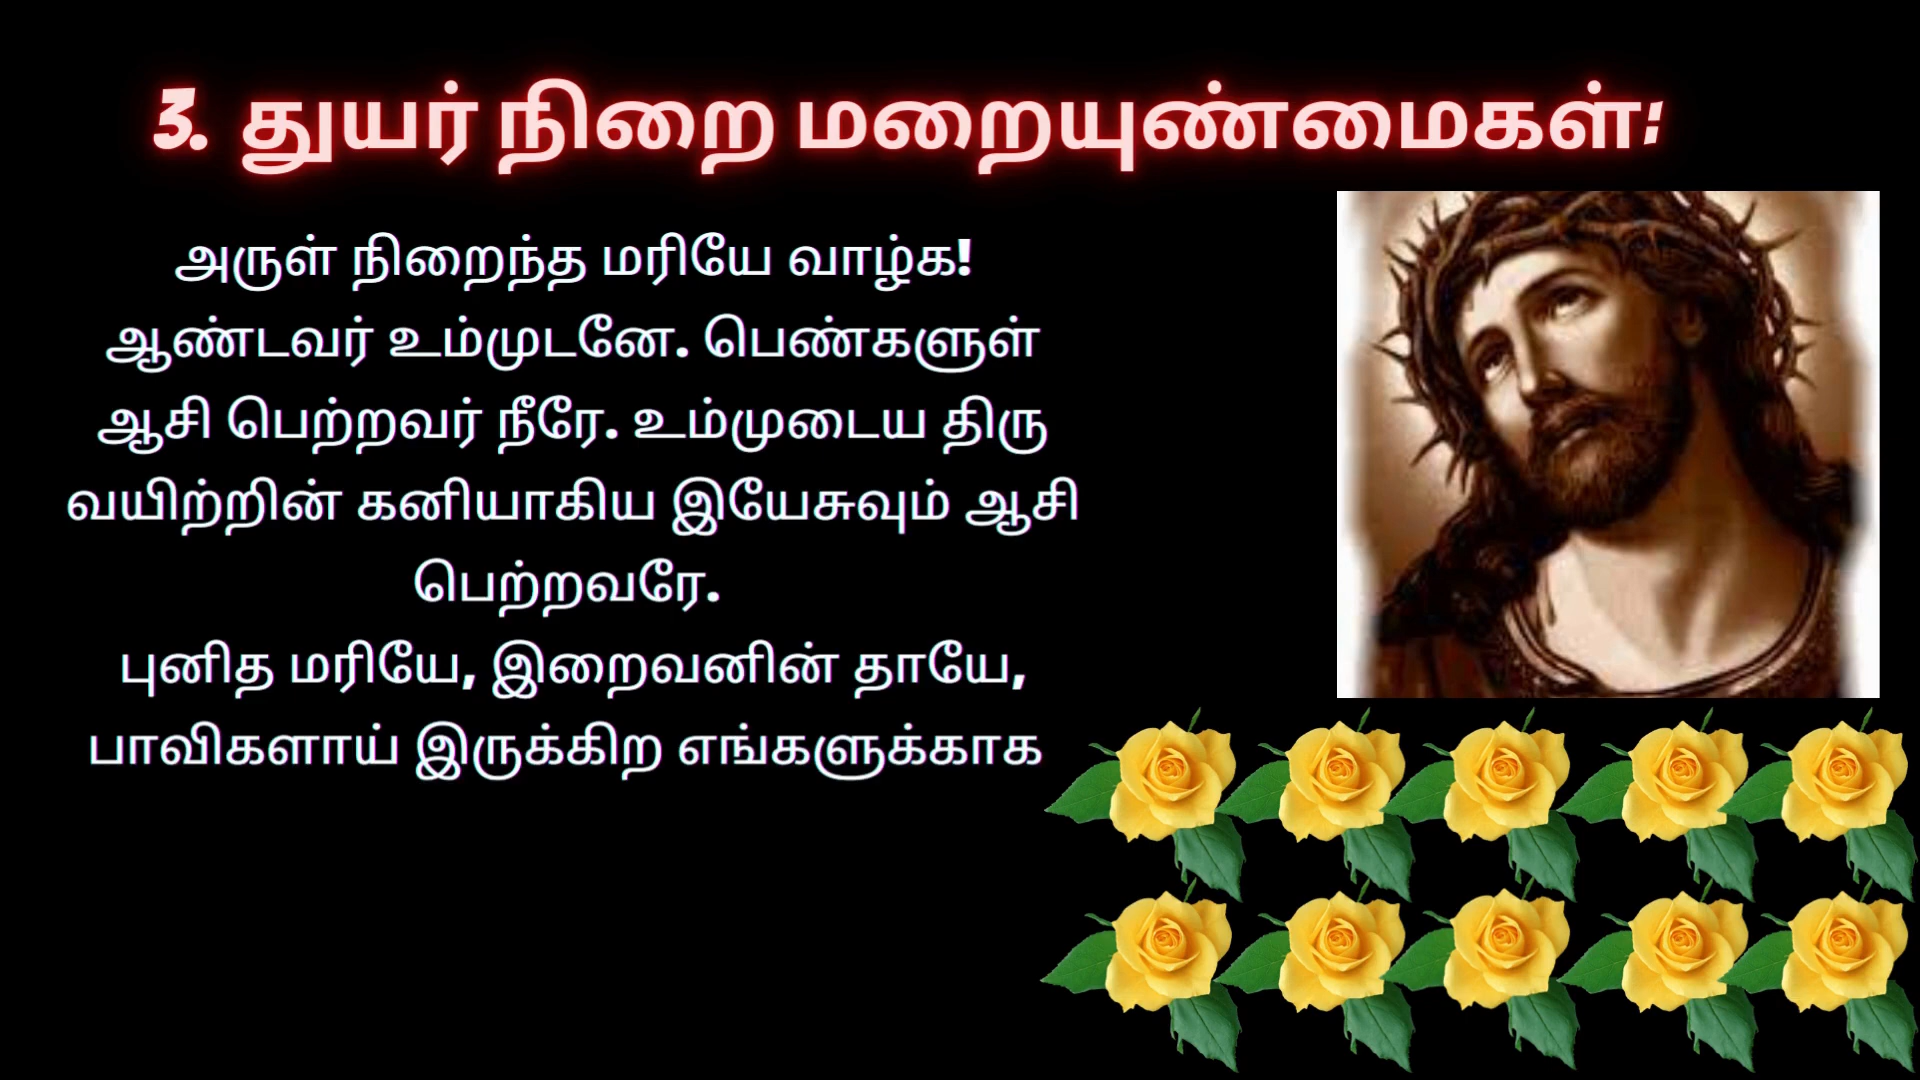 3. துயர் நிறை மறையுண்மைகள்:
அருள் நிறைந்த மரியே வாழ்க!
ஆண்டவர் உம்முடனே. பெண்களுள்
ஆசி பெற்றவர் நீரே. உம்முடைய திரு
வயிற்றின் கனியாகிய இயேசுவும் ஆசி
பெற்றவரே.
புனித மரியே, இறைவனின் தாயே,
பாவிகளாய் இருக்கிற எங்களுக்காக